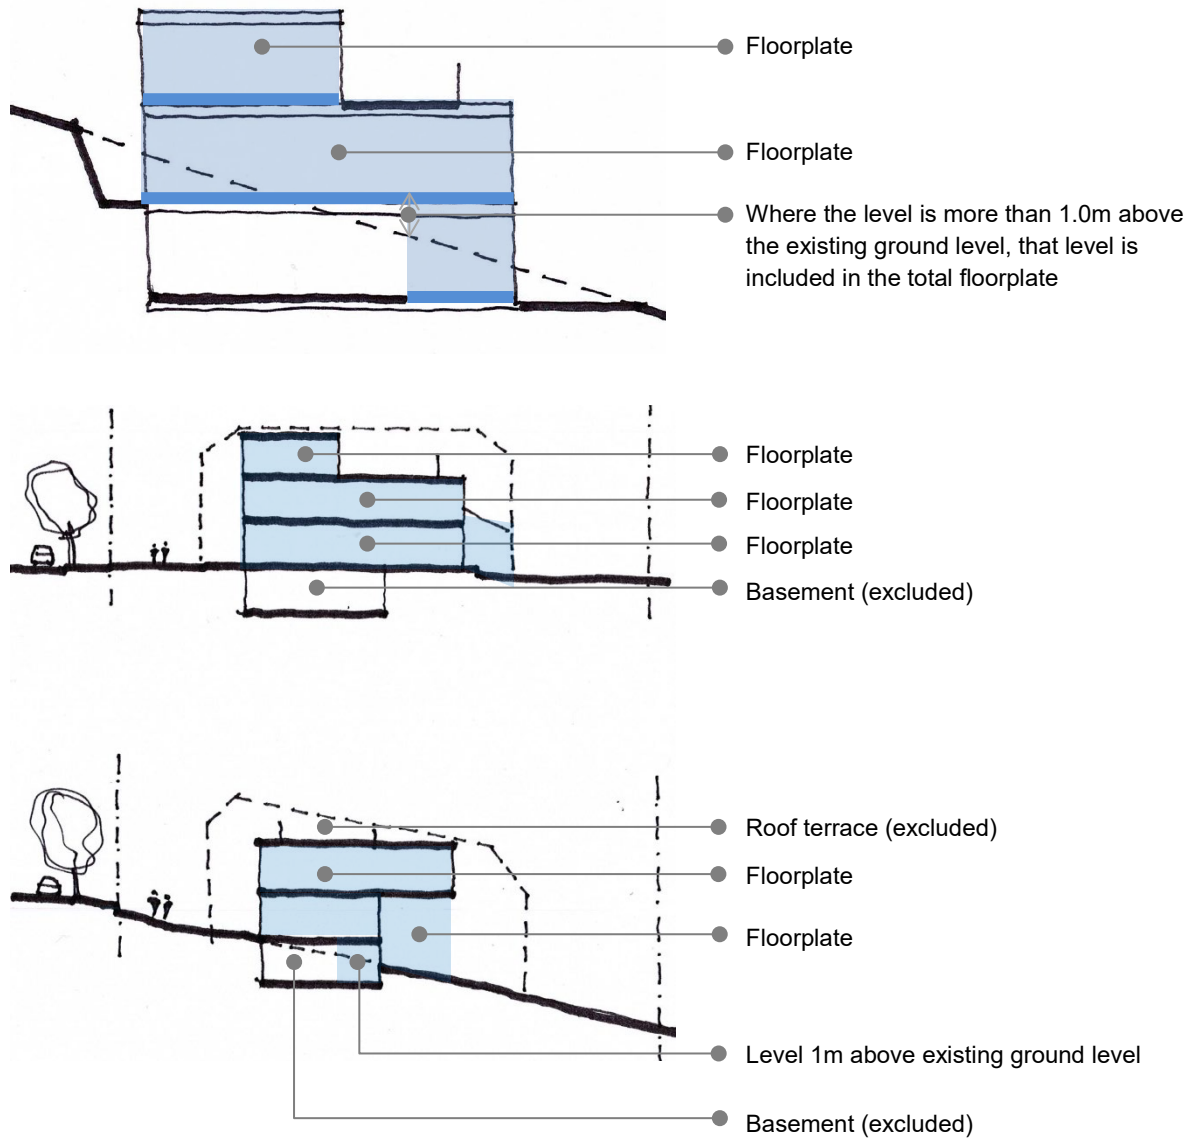 Floorplate
Floorplate
Where the level is more than 1.0m above
the existing ground level, that level is
included in the total floorplate
Floorplate
Floorplate
Floorplate
Basement (excluded)
Roof terrace (excluded)
Floorplate
Floorplate
Level 1m above existing ground level
Basement (excluded)